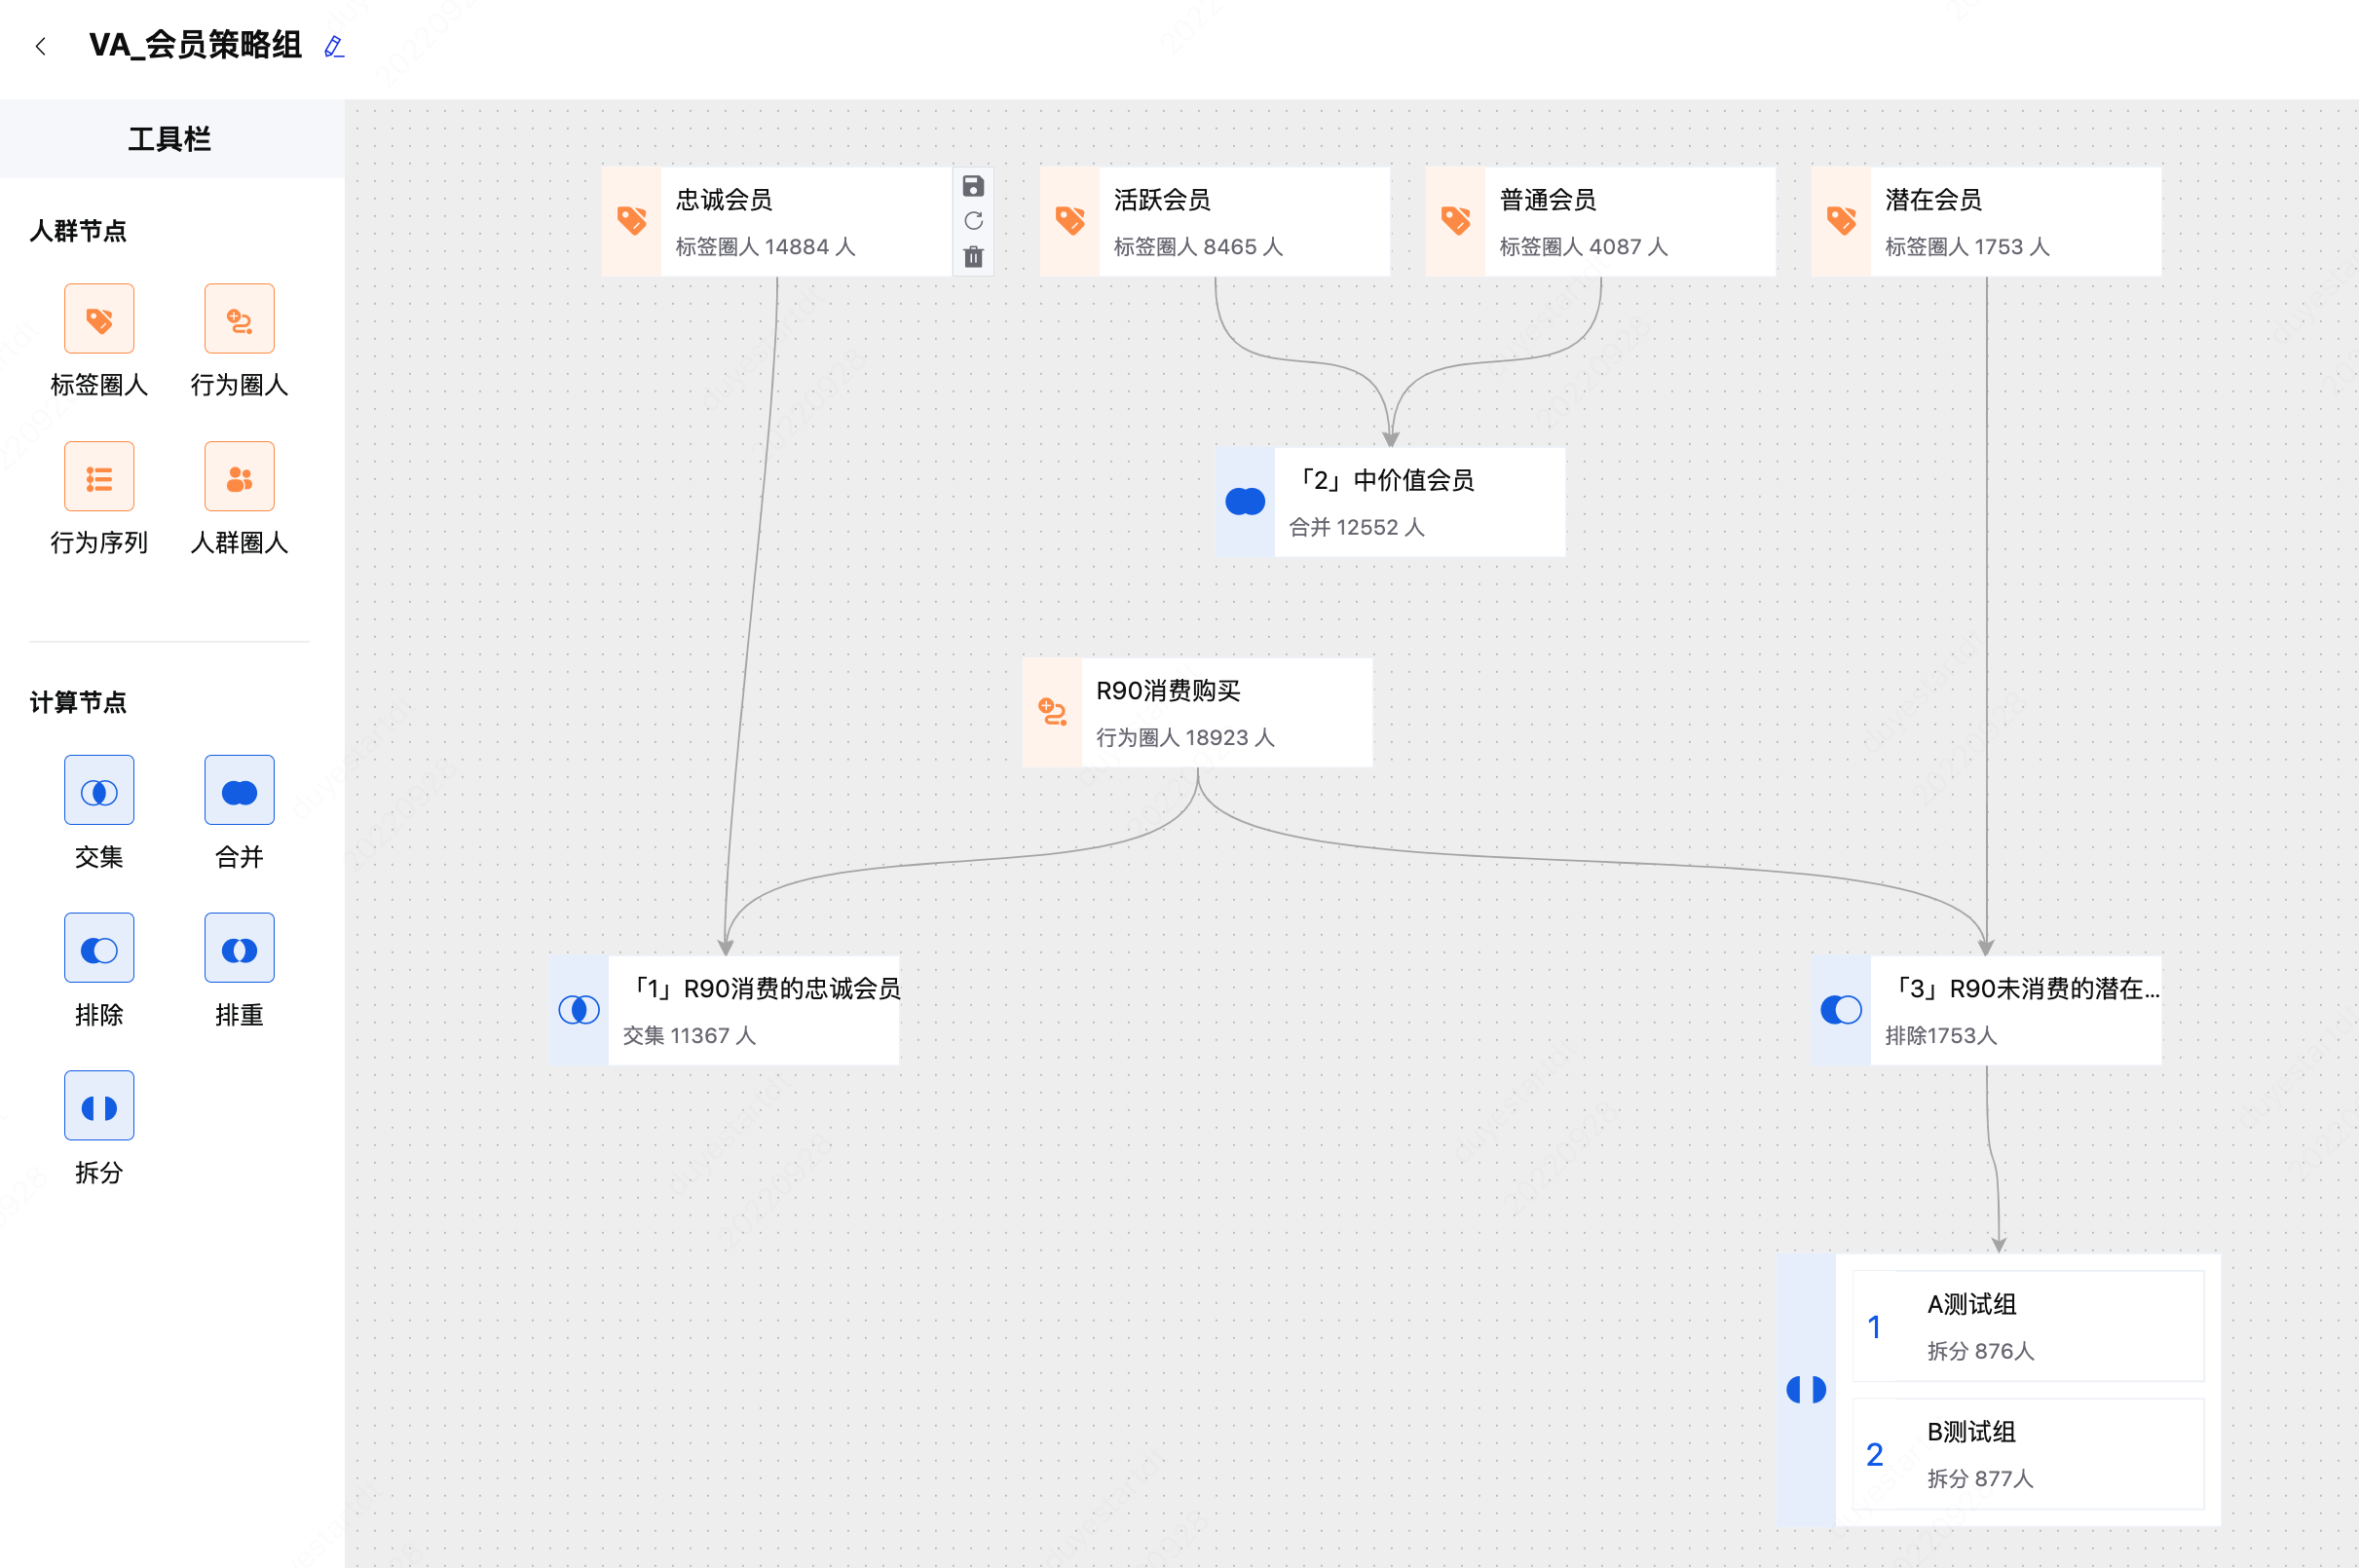 VA_会员策略组
工具栏
人群节点
标签圈人
行为圈人
行为序列
人群圈人
计算节点
交集
合并
排除
排重
拆分
忠诚会员
标签圈人 14884 人
活跃会员
标签圈人 8465 人
普通会员
标签圈人 4087 人
潜在会员
标签圈人 1753 人
「2」中价值会员
合并 12552 人
R90消费购买
行为圈人 18923 人
「1」R90消费的忠诚会员
交集 11367 人
「3」R90未消费的潜在...
排除1753人
1
A测试组
拆分 876人
2
B测试组
拆分 877人